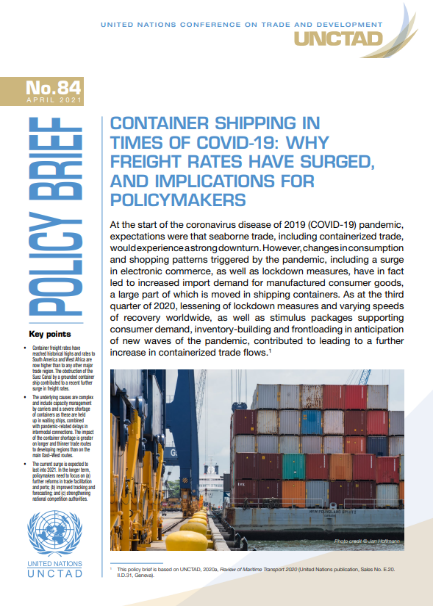 UNITED NATIONS CONFERENCE ON TRADE AND DEVELOPMENT
UNCTAD
No.84
APRIL 2021
POLICY BRIEF
CONTAINER SHIPPING IN
TIMES OF COVID-19: WHY
FREIGHT RATES HAVE SURGED,
AND IMPLICATIONS FOR
POLICYMAKERS
At the start of the coronavirus disease of 2019 (COVID-19) pandemic,
expectations were that seaborne trade, including containerized trade,
would experience a strong downturn. However, changes in consumption
and shopping patterns triggered by the pandemic, including a surge
in electronic commerce, as well as lockdown measures, have in fact
led to increased import demand for manufactured consumer goods,
a large part of which is moved in shipping containers. As at the third
quarter of 2020, lessening of lockdown measures and varying speeds
of recovery worldwide, as well as stimulus packages supporting
consumer demand, inventory-building and frontloading in anticipation
of new waves of the pandemic, contributed to leading to a further
increase in containerized trade flows.¹
Key points
• Container freight rates have
reached historical highs and rates to
South America and West Africa are
now higher than to any other major
trade region. The obstruction of the
Suez Canal by a grounded container
ship contributed to a recent further
surge in freight rates.
• The underlying causes are complex
and include capacity management
by carriers and a severe shortage
of containers as these are held
up in waiting ships, combined
with pandemic-related delays in
intermodal connections. The impact
of the container shortage is greater
on longer and thinner trade routes
to developing regions than on the
main East–West routes.
• The current surge is expected to
last into 2021. In the longer term,
policymakers need to focus on (a)
further reforms in trade facilitation
and ports; (b) improved tracking and
forecasting; and (c) strengthening
national competition authorities.
UNITED NATIONS
UNCTAD
Photo credit © Jan Hoffmann
¹ This policy brief is based on UNCTAD, 2020a, Review of Maritime Transport 2020 (United Nations publication, Sales No. E.20.
II.D.31, Geneva).